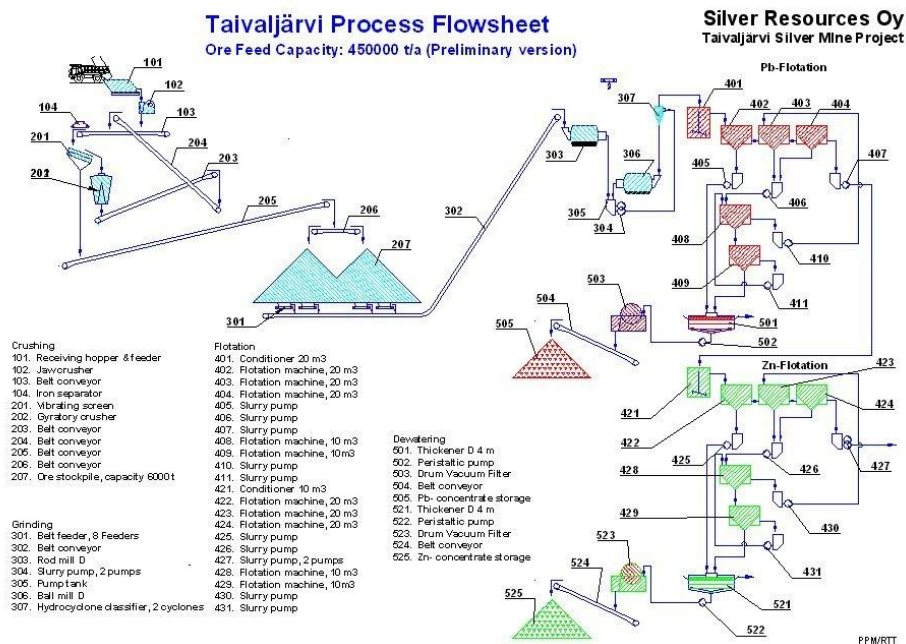 Taivaljärvi Process Flowsheet
Ore Feed Capacity: 450000 t/a (Preliminary version)
Silver Resources Oy
Taivaljärvi Silver MIne Project
Pb-Flotation
101
102
104
103
201
202
204
203
205
206
207
301
302
303
304
305
306
307
401
402
403
404
405
406
407
408
409
410
411
501
502
503
504
505
Zn-Flotation
421
422
423
424
425
426
427
428
429
430
431
521
522
523
524
525
Crushing
101. Receiving hopper & feeder
102. Jawcrusher
103. Belt conveyor
104. Iron separator
201. Vibrating screen
202. Gyratory crusher
203. Belt conveyor
204. Belt conveyor
205. Belt conveyor
206. Belt conveyor
207. Ore stockpile, capacity 6000 t
Grinding
301. Belt feeder, 8 Feeders
302. Belt conveyor
303. Rod mill D
304. Slurry pump, 2 pumps
305. Pump tank
306. Ball mill D
307. Hydrocyclone classifier, 2 cyclones
Flotation
401. Conditioner 20 m3
402. Flotation machine, 20 m3
403. Flotation machine, 20 m3
404. Flotation machine, 20 m3
405. Slurry pump
406. Slurry pump
407. Slurry pump
408. Flotation machine, 10 m3
409. Flotation machine, 10m3
410. Slurry pump
411. Slurry pump
421. Conditioner 10 m3
422. Flotation machine, 20 m3
423. Flotation machine, 20 m3
424. Flotation machine, 20 m3
425. Slurry pump
426. Slurry pump
427. Slurry pump, 2 pumps
428. Flotation machine, 10 m3
429. Flotation machine, 10m3
430. Slurry pump
431. Slurry pump
Dewatering
501. Thickener D 4 m
502. Peristaltic pump
503. Drum Vacuum Filter
504. Belt conveyor
505. Pb- concentrate storage
521. Thickener D 4 m
522. Peristaltic pump
523. Drum Vacuum Filter
524. Belt conveyor
525. Zn- concentrate storage
PPM/RTT